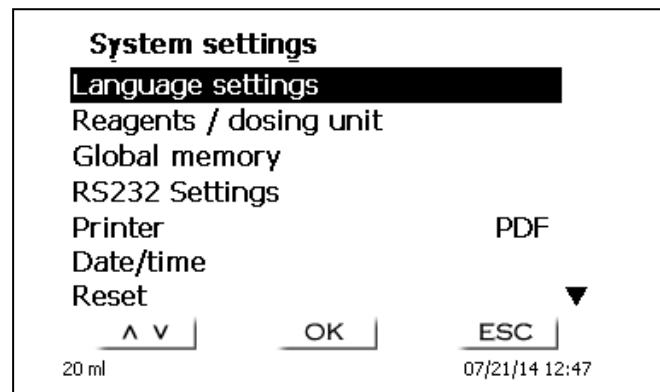 System settings
Language settings
Reagents / dosing unit
Global memory
RS232 Settings
Printer PDF
Date/time
Reset ▼
∧ ∨ OK ESC
20 ml 07/21/14 12:47